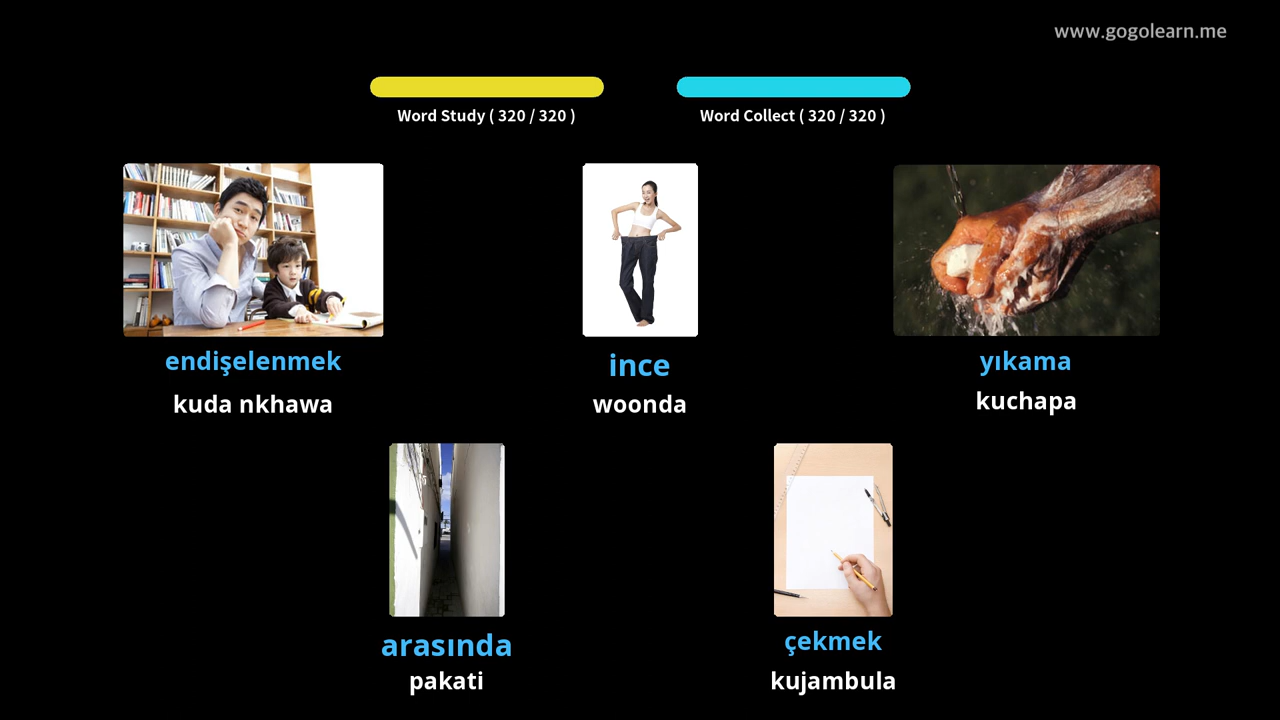 www.gogolearn.me
Word Study ( 320 / 320 )
Word Collect ( 320 / 320 )
endişelenmek
kuda nkhawa
ince
woonda
yıkama
kuchapa
arasında
pakati
çekmek
kujambula